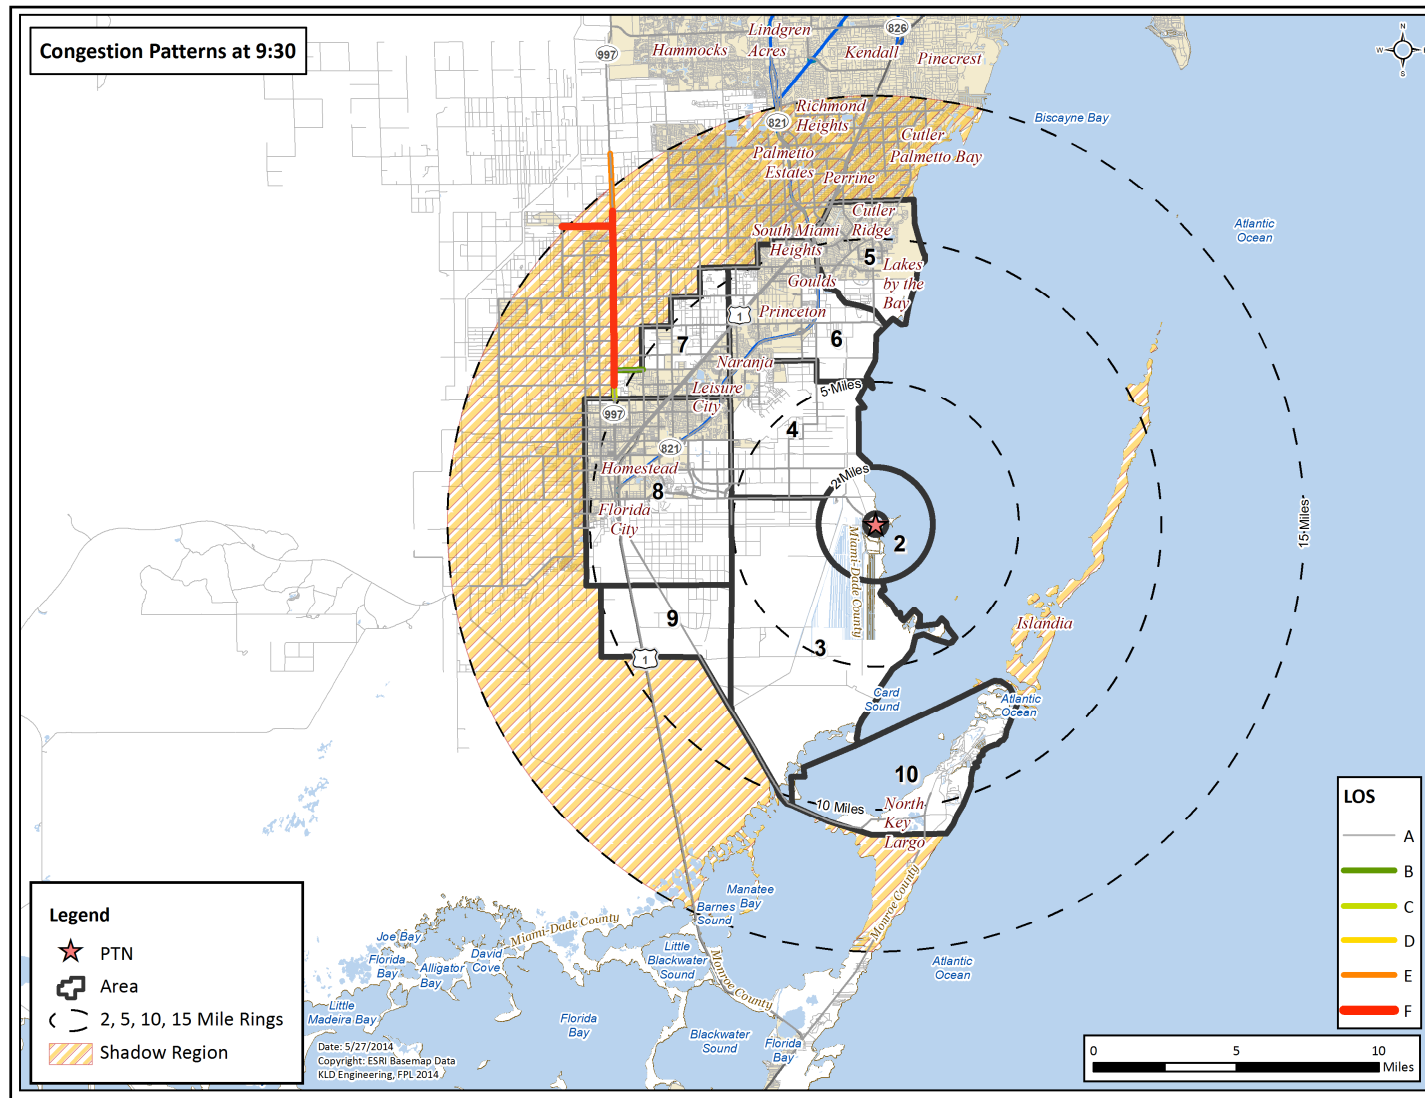 Congestion Patterns at 9:30
997
Hammocks
Lindgren
Acres
826
Kendall
Pinecrest
N
W
S
821
Richmond
Heights
Biscayne Bay
Cutler
Palmetto Bay
Palmetto
Estates
Perrine
Cutler
Ridge
South Miami
Heights
5
Atlantic
Ocean
Goulds
Lakes
by the
Bay
1
Princeton
7
6
Naranja
Leisure
City
5 Miles
997
4
821
Homestead
2 Miles
8
Florida
City
15 Miles
2
Miami-Dade County
9
Islandia
3
1
Card
Sound
Atlantic
Ocean
10
10 Miles
North
Key
Largo
Manatee
Bay
Barnes
Sound
Monroe County
Miami-Dade County
Joe Bay
Florida
Bay
Alligator
Bay
David
Cove
Little
Blackwater
Sound
Monroe County
Atlantic
Ocean
Little
Madeira Bay
Florida
Bay
Blackwater
Sound
Florida
Bay
Legend
PTN
Area
2, 5, 10, 15 Mile Rings
Shadow Region
Date: 5/27/2014
Copyright: ESRI Basemap Data
KLD Engineering, FPL 2014
LOS
A
B
C
D
E
F
0 5 10
Miles